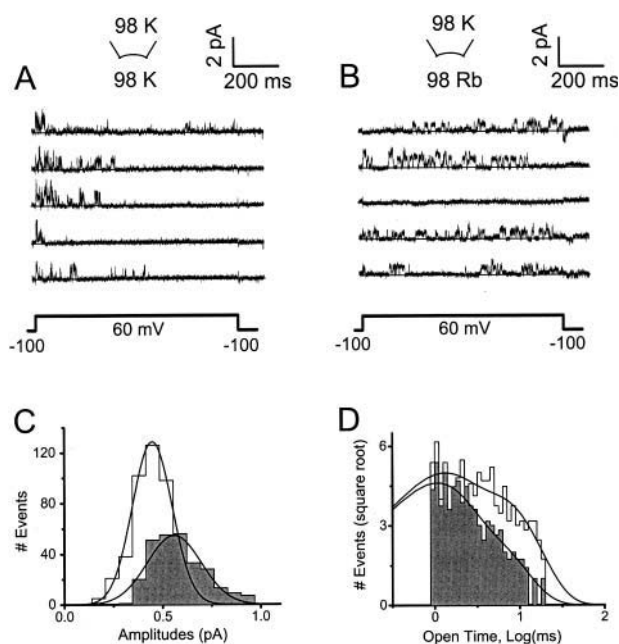 98 K
98 K
2 pA
200 ms
A
98 K
98 Rb
2 pA
200 ms
B
60 mV
-100
-100
60 mV
-100
-100
C
# Events
120
80
40
0
0.0
0.5
1.0
Amplitudes (pA)
D
# Events (square root)
6
3
0
0
1
2
Open Time, Log(ms)